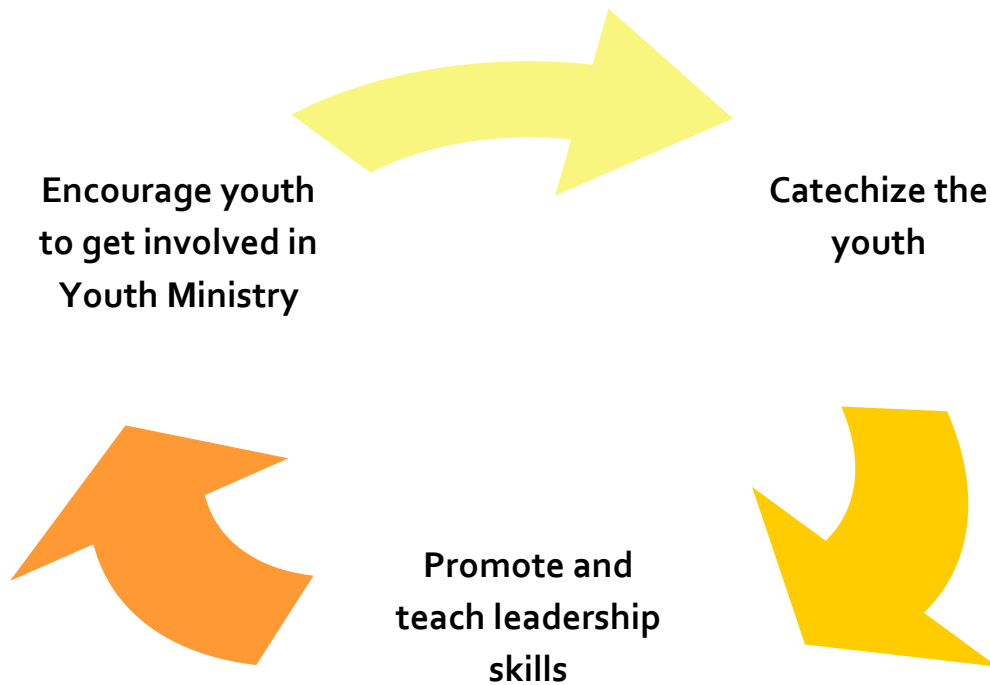 Encourage youth
to get involved in
Youth Ministry
Catechize the
youth
Promote and
teach leadership
skills